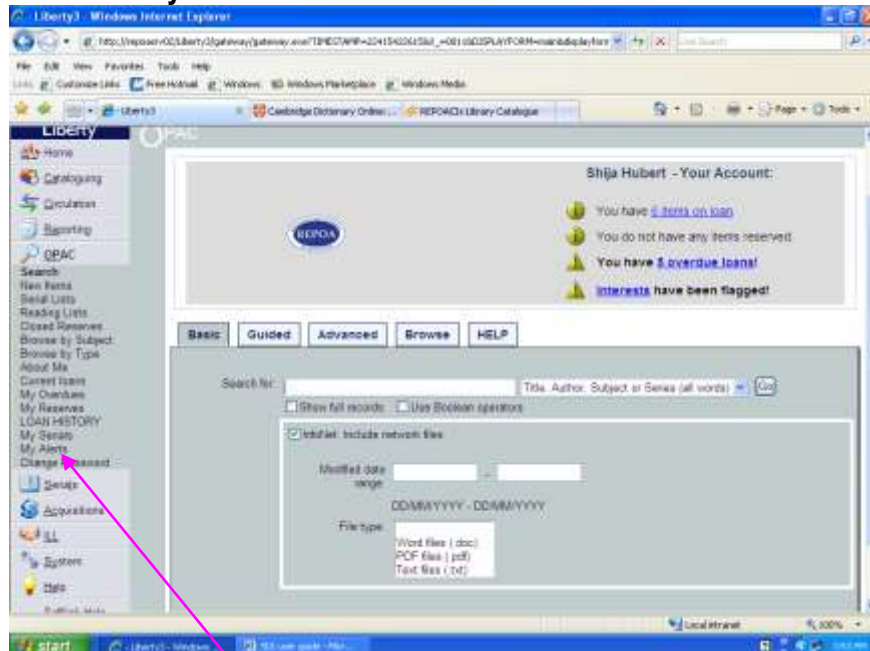 Liberty3 - Windows Internet Explorer
File Edit View Favorites Tools Help
Links Customize Links Free Hotmail Windows Windows Marketplace Windows Media
Liberty3
Cambridge Dictionary Online:...
Library Catalogue
Page Tools
Liberty
OPAC
Home
Cataloguing
Circulation
Reporting
OPAC
Search
New Items
Serial Lists
Reading Lists
Closed Reserves
Browse by Subject
Browse by Type
About Me
Current loans
My Overdues
My Reserves
LOAN HISTORY
My Serials
My Alerts
Change Password
Serials
Acquisitions
ILL
System
Help
REPOA
Shija Hubert - Your Account:
You have 6 items on loan
You do not have any items reserved.
You have 5 overdue loans!
Interests have been flagged!
Basic Guided Advanced Browse HELP
Search for:
Title, Author, Subject or Series (all words) Go
Show full records Use Boolean operators
InfoNet: Include network files
Modified date range
DD/MM/YYYY - DD/MM/YYYY
File type
Word files (.doc)
PDF files (.pdf)
Text files (.txt)
Local intranet 100%
start
Liberty3 - Windows ...